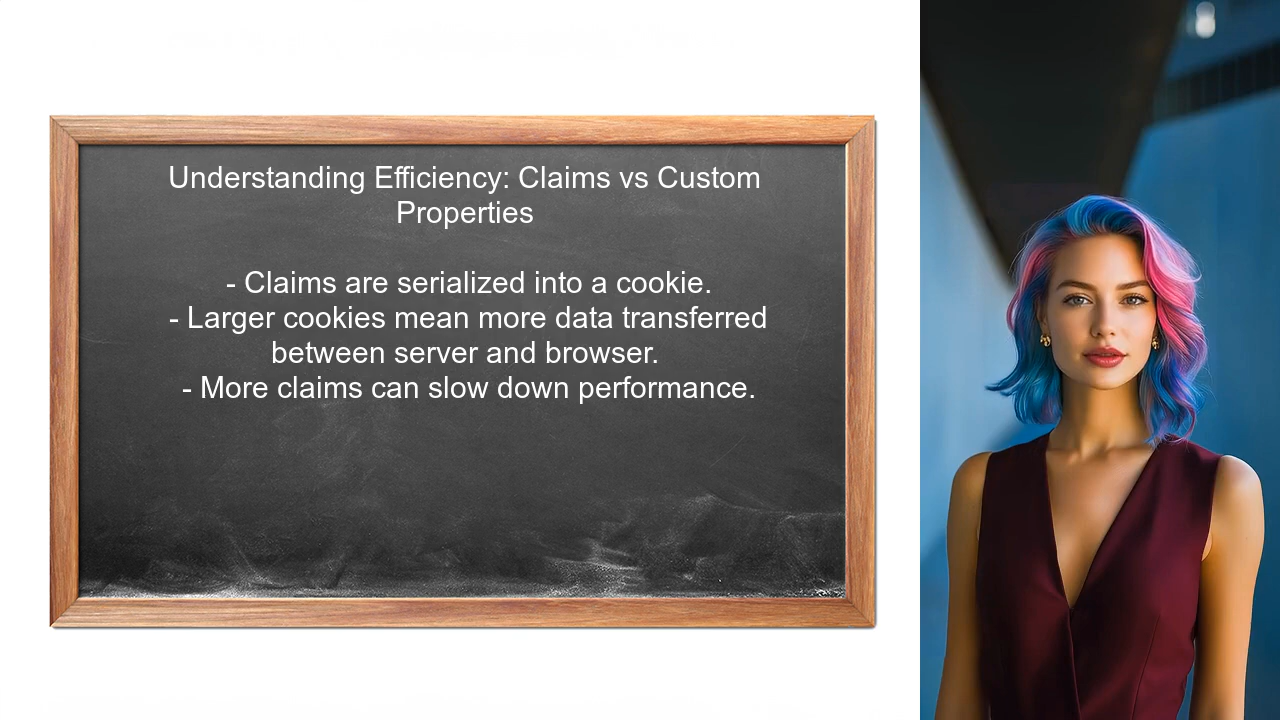 Understanding Efficiency: Claims vs Custom
Properties
- Claims are serialized into a cookie.
- Larger cookies mean more data transferred
between server and browser.
- More claims can slow down performance.